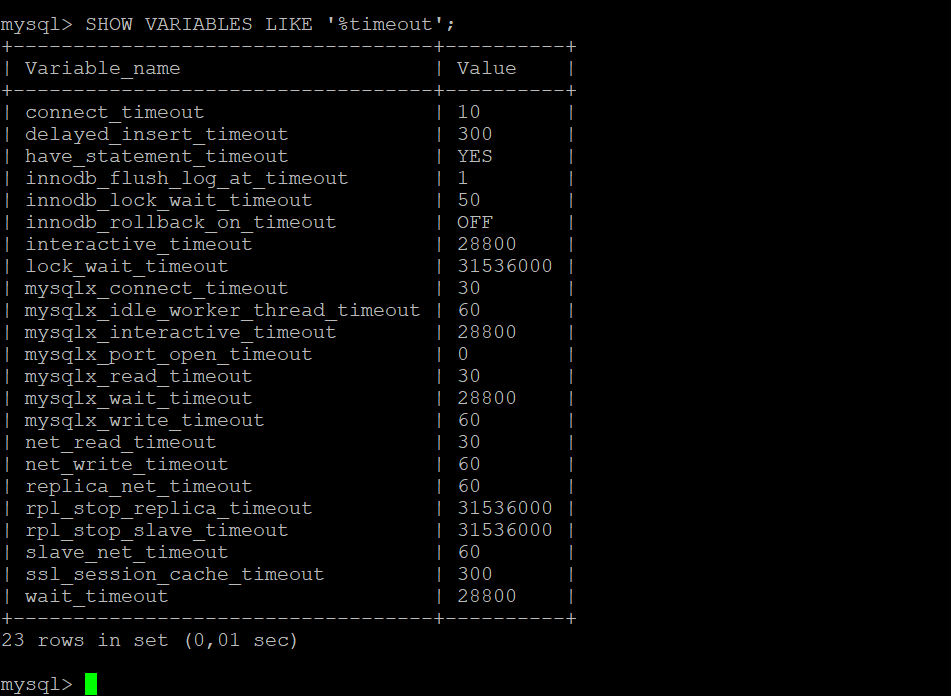 mysql> SHOW VARIABLES LIKE '%timeout';
+-----------------------------------+----------+
| Variable_name                     | Value    |
+-----------------------------------+----------+
| connect_timeout                   | 10       |
| delayed_insert_timeout            | 300      |
| have_statement_timeout            | YES      |
| innodb_flush_log_at_timeout       | 1        |
| innodb_lock_wait_timeout          | 50       |
| innodb_rollback_on_timeout        | OFF      |
| interactive_timeout               | 28800    |
| lock_wait_timeout                 | 31536000 |
| mysqlx_connect_timeout            | 30       |
| mysqlx_idle_worker_thread_timeout | 60       |
| mysqlx_interactive_timeout        | 28800    |
| mysqlx_port_open_timeout          | 0        |
| mysqlx_read_timeout               | 30       |
| mysqlx_wait_timeout               | 28800    |
| mysqlx_write_timeout              | 60       |
| net_read_timeout                  | 30       |
| net_write_timeout                 | 60       |
| replica_net_timeout               | 60       |
| rpl_stop_replica_timeout          | 31536000 |
| rpl_stop_slave_timeout            | 31536000 |
| slave_net_timeout                 | 60       |
| ssl_session_cache_timeout         | 300      |
| wait_timeout                      | 28800    |
+-----------------------------------+----------+
23 rows in set (0,01 sec)
mysql>